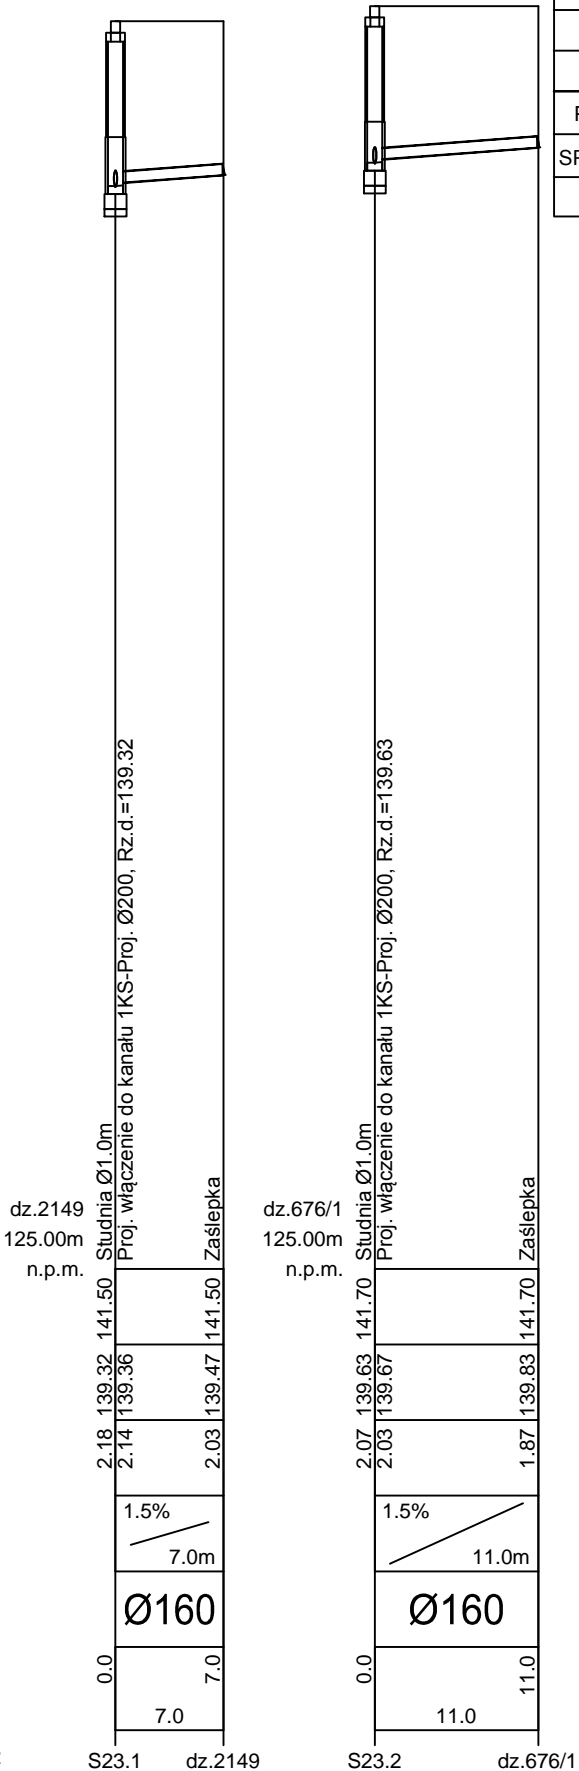 dz.2149
125.00m
n.p.m.
Studnia Ø1.0m
Proj. włączenie do kanału 1KS-Proj. Ø200, Rz.d.=139.32
Zaślepka
141.50
141.50
139.32
139.36
139.47
2.18
2.14
2.03
1.5%
7.0m
Ø160
0.0
7.0
7.0
S23.1
dz.2149
dz.676/1
125.00m
n.p.m.
Studnia Ø1.0m
Proj. włączenie do kanału 1KS-Proj. Ø200, Rz.d.=139.63
Zaślepka
141.70
141.70
139.63
139.67
139.83
2.07
2.03
1.87
1.5%
11.0m
Ø160
0.0
11.0
11.0
S23.2
dz.676/1